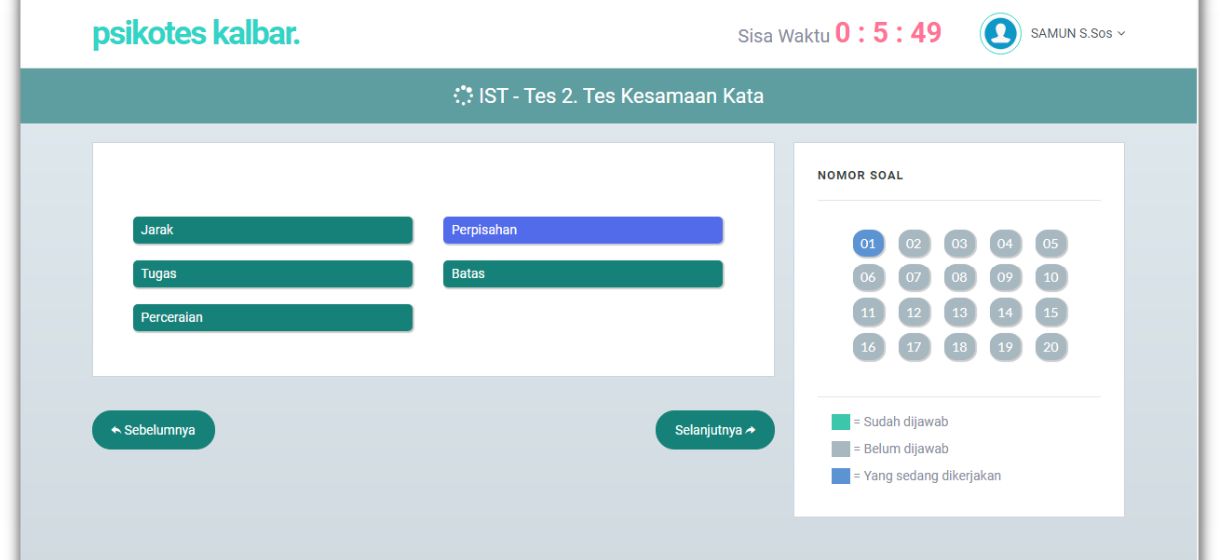 psikotes kalbar.
Sisa Waktu 0 : 5 : 49
SAMUN S.Sos
IST - Tes 2. Tes Kesamaan Kata
Jarak
Perpisahan
Tugas
Batas
Perceraian
Sebelumnya
Selanjutnya
NOMOR SOAL
01 02 03 04 05
06 07 08 09 10
11 12 13 14 15
16 17 18 19 20
= Sudah dijawab
= Belum dijawab
= Yang sedang dikerjakan